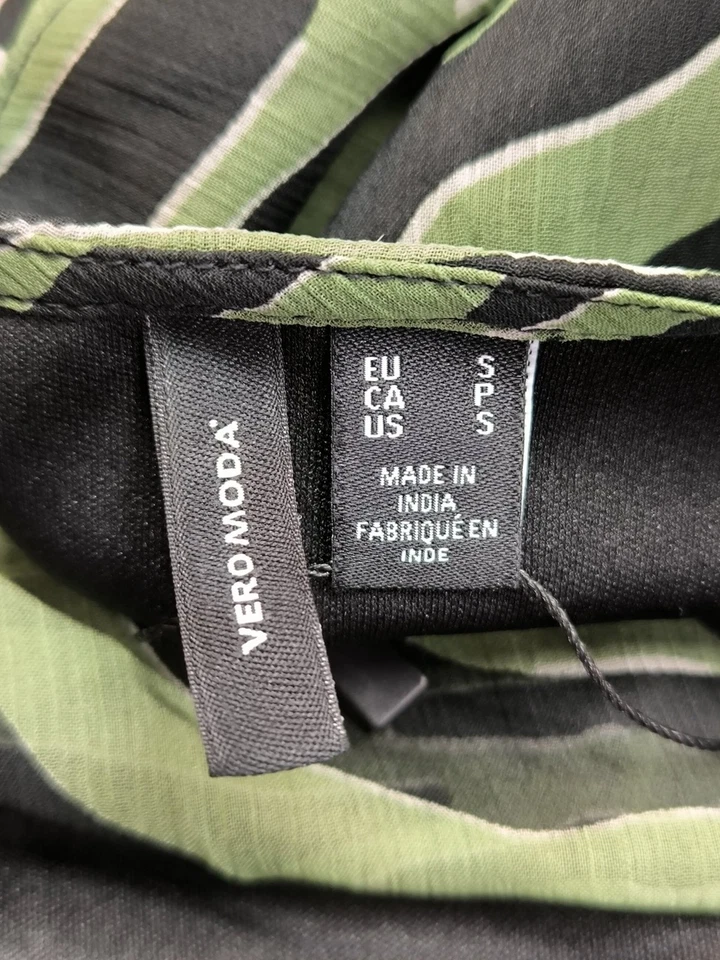 VERO MODA
EU S
CA P
US S
MADE IN
INDIA
FABRIQUÉ EN
INDE